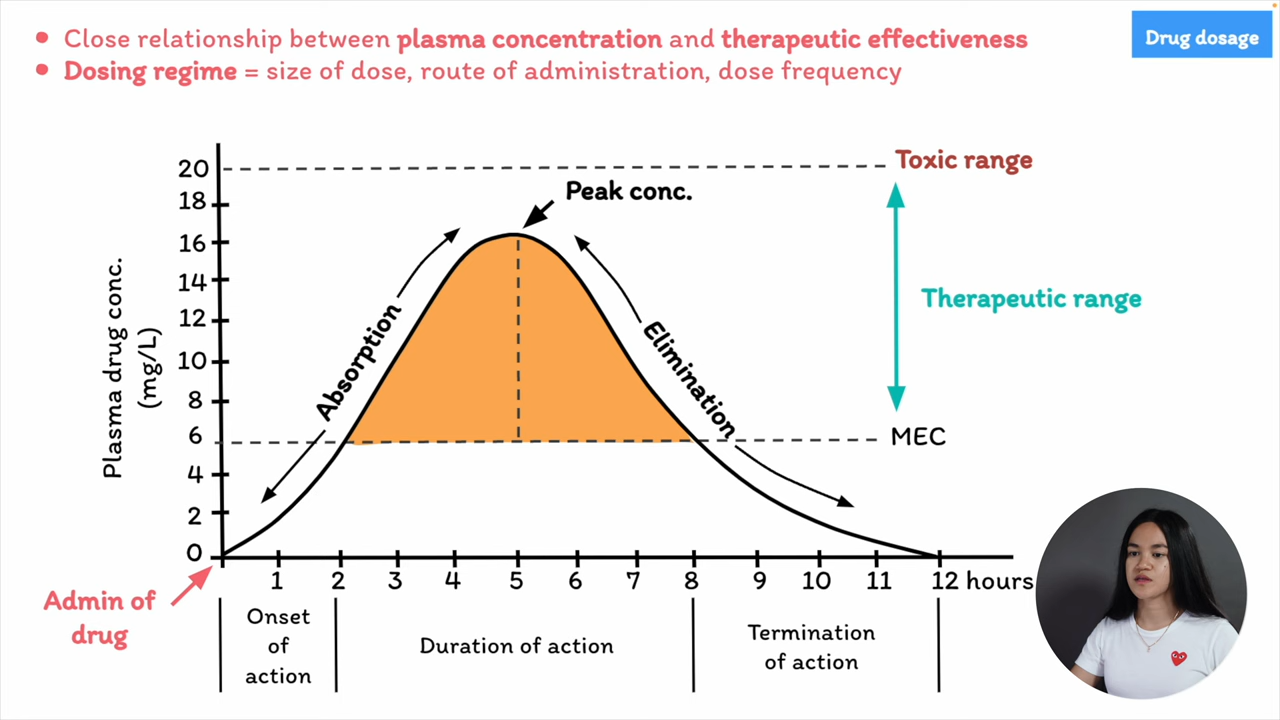 Close relationship between plasma concentration and therapeutic effectiveness
Dosing regime = size of dose, route of administration, dose frequency
Drug dosage
Plasma drug conc.
(mg/L)
20
18
16
14
12
10
8
6
4
2
0
Toxic range
Peak conc.
Therapeutic range
Absorption
Elimination
MEC
1 2 3 4 5 6 7 8 9 10 11 12 hours
Admin of
drug
Onset
of
action
Duration of action
Termination
of action